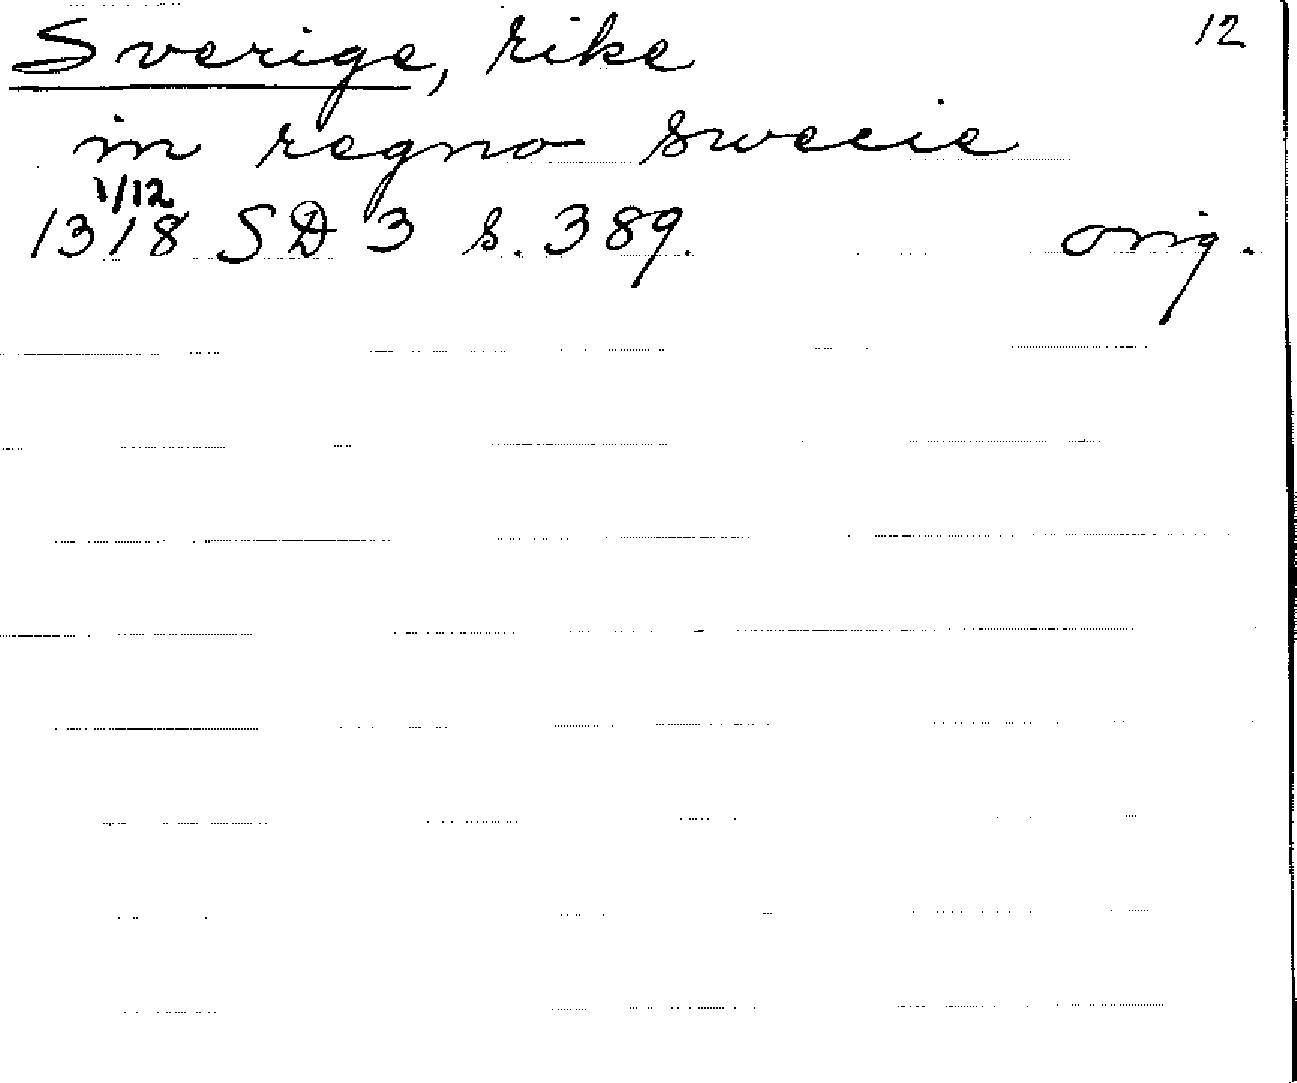 Sverige, rike 12
in regno swecie
1/12
1318 SD 3 s. 389. orig.